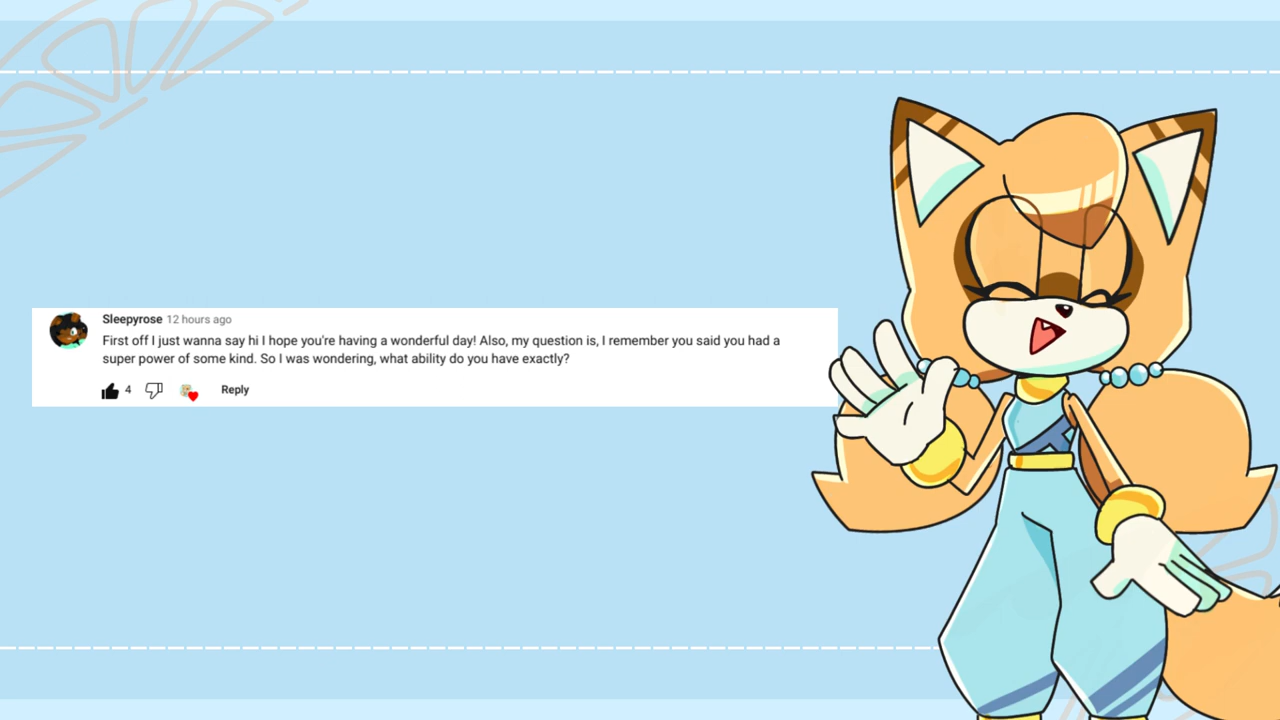 Sleepyrose 12 hours ago
First off I just wanna say hi I hope you're having a wonderful day! Also, my question is, I remember you said you had a
super power of some kind. So I was wondering, what ability do you have exactly?
4 Reply